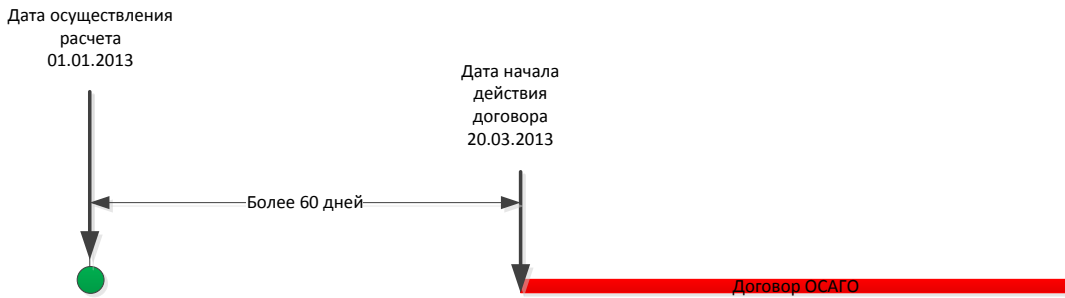 Дата осуществления
расчета
01.01.2013
Дата начала
действия
договора
20.03.2013
Более 60 дней
Договор ОСАГО